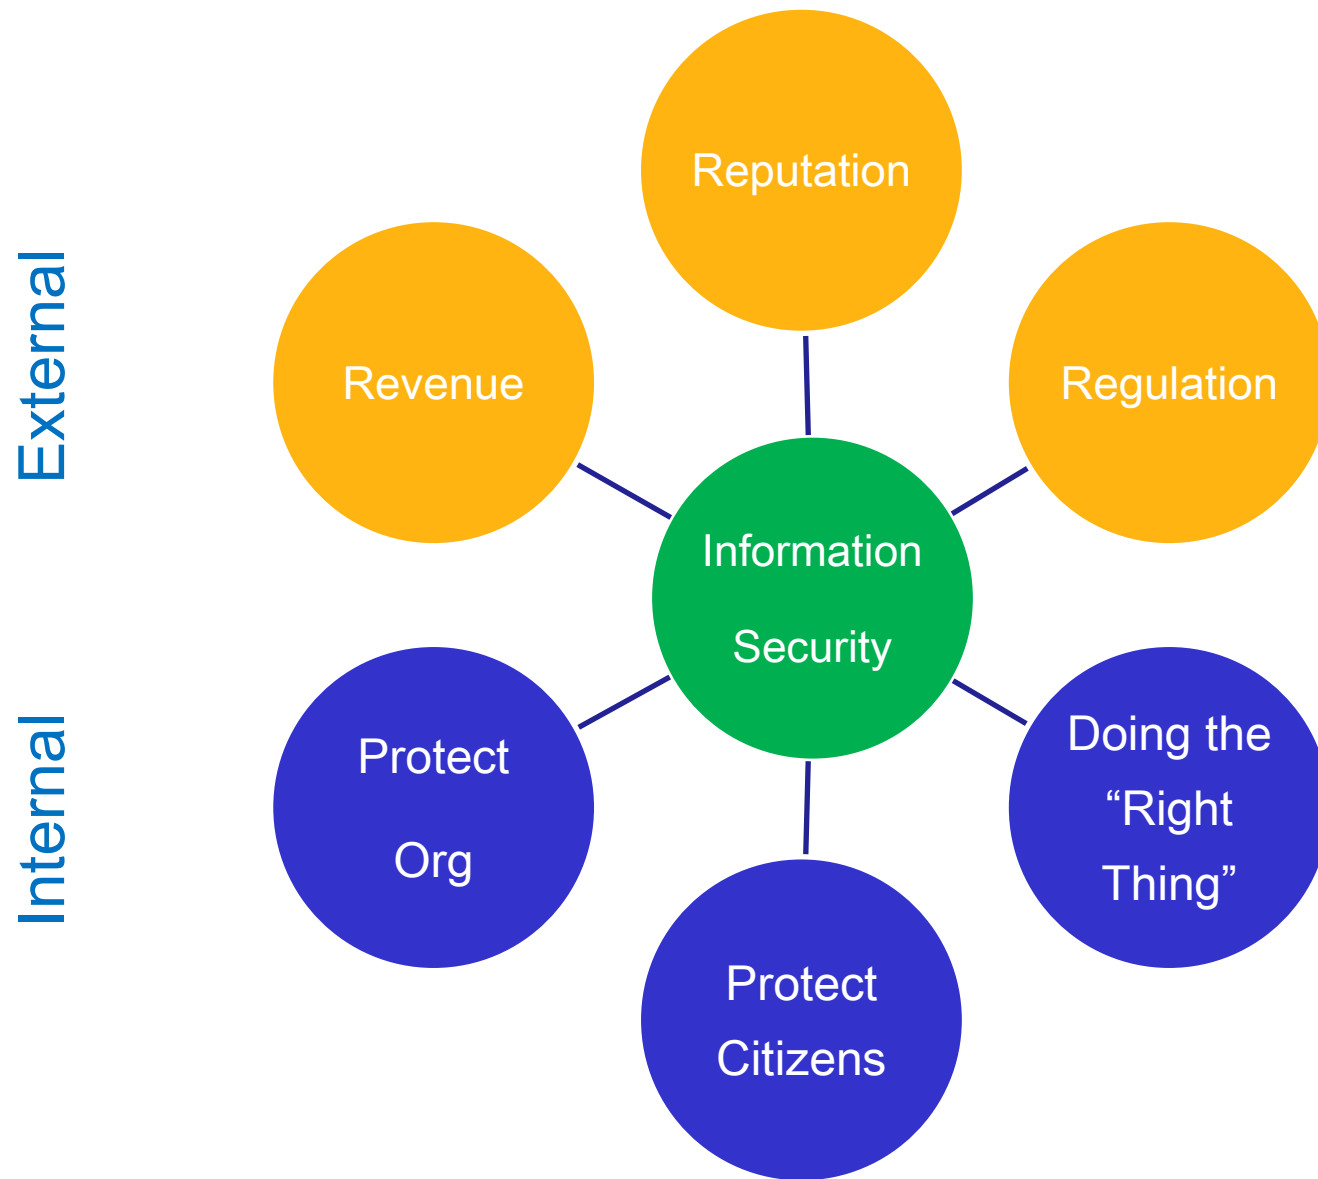 External
Reputation
Revenue
Regulation
Information
Security
Internal
Protect
Org
Doing the
“Right
Thing”
Protect
Citizens